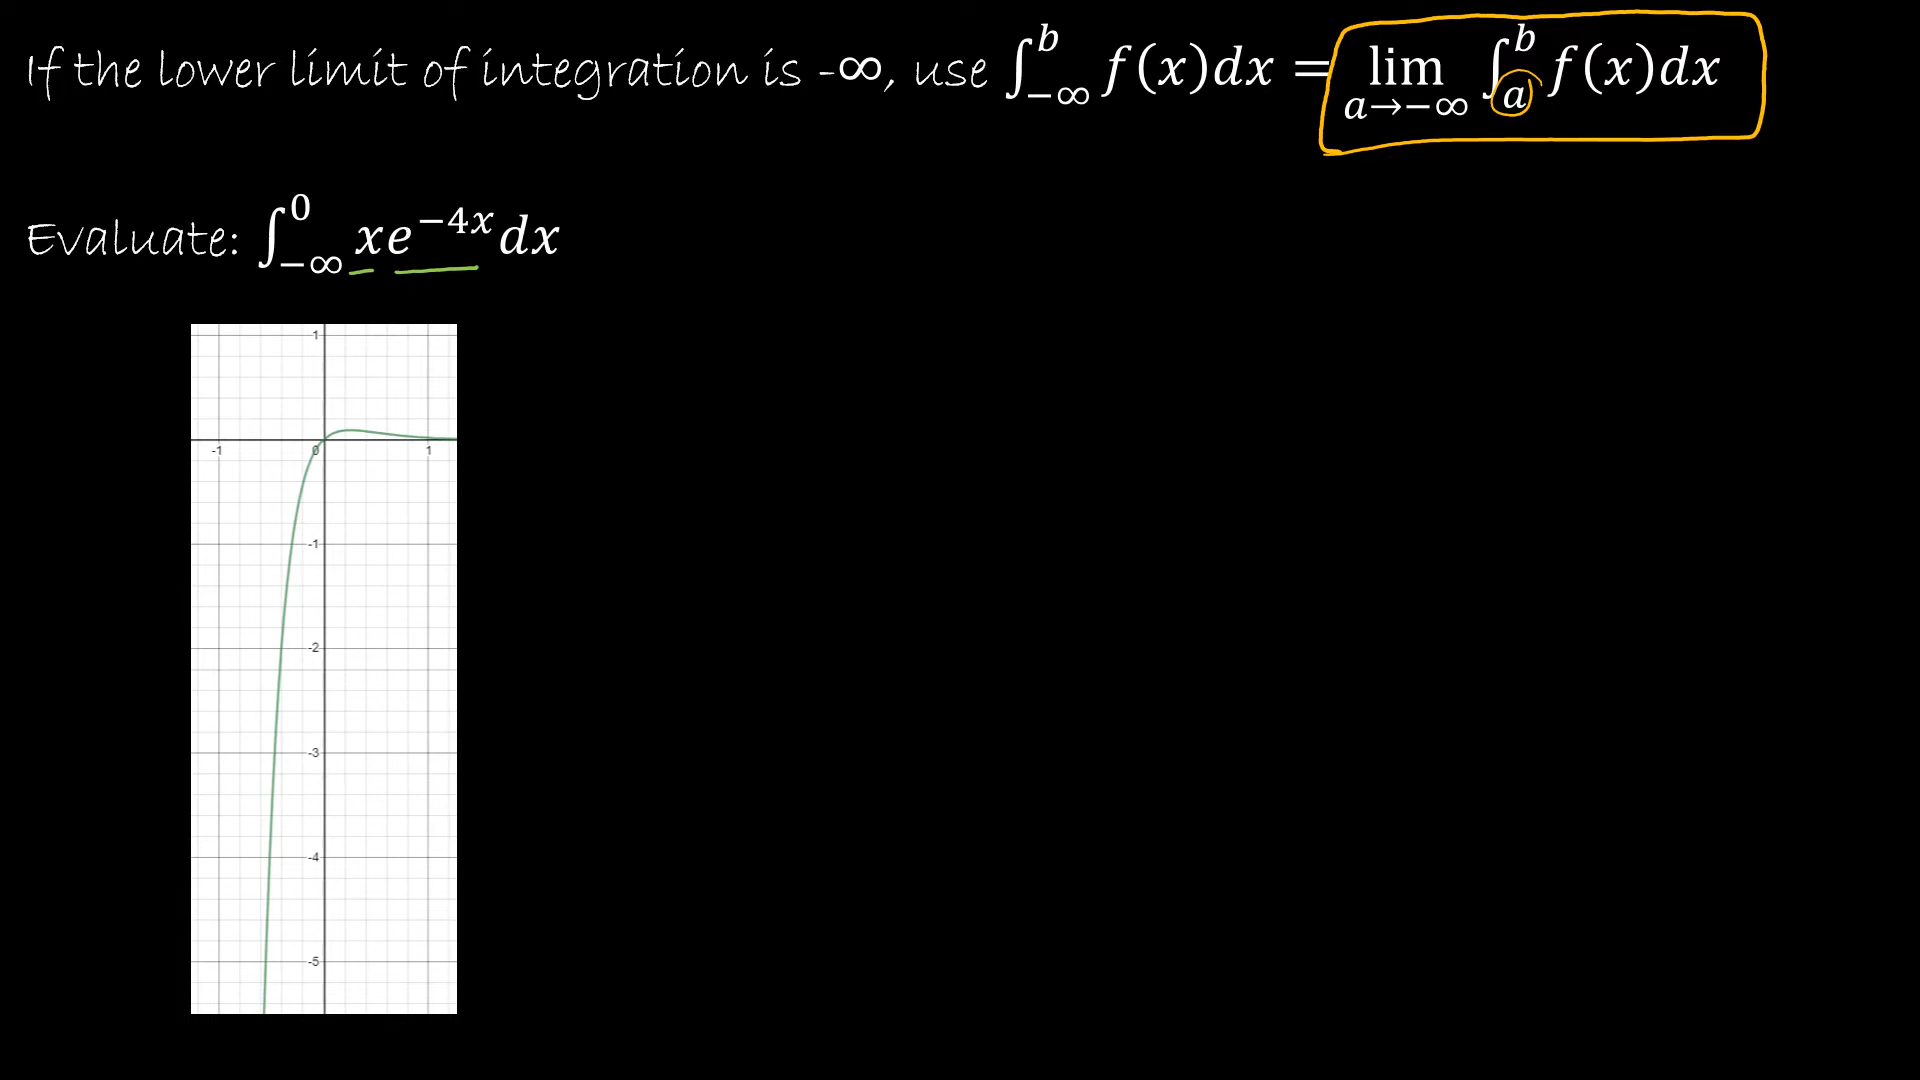 If the lower limit of integration is -∞, use ∫_{−∞}^{b} f(x)dx = lim_{a→−∞} ∫_{a}^{b} f(x)dx
Evaluate: ∫_{−∞}^{0} xe^{−4x}dx
1
-1 0 1
-1
-2
-3
-4
-5